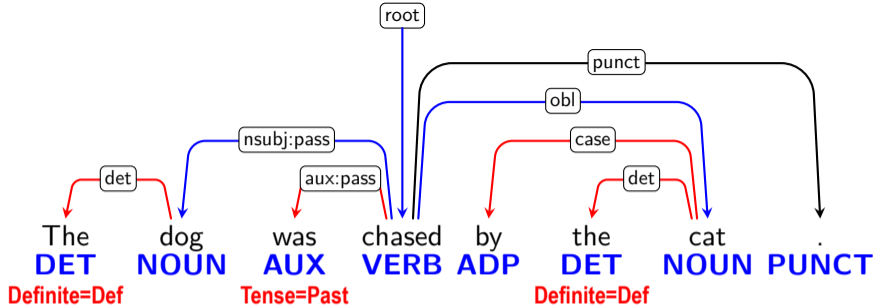 root
punct
obl
nsubj:pass case
det aux:pass det
The dog was chased by the cat .
DET NOUN AUX VERB ADP DET NOUN PUNCT
Definite=Def Tense=Past Definite=Def